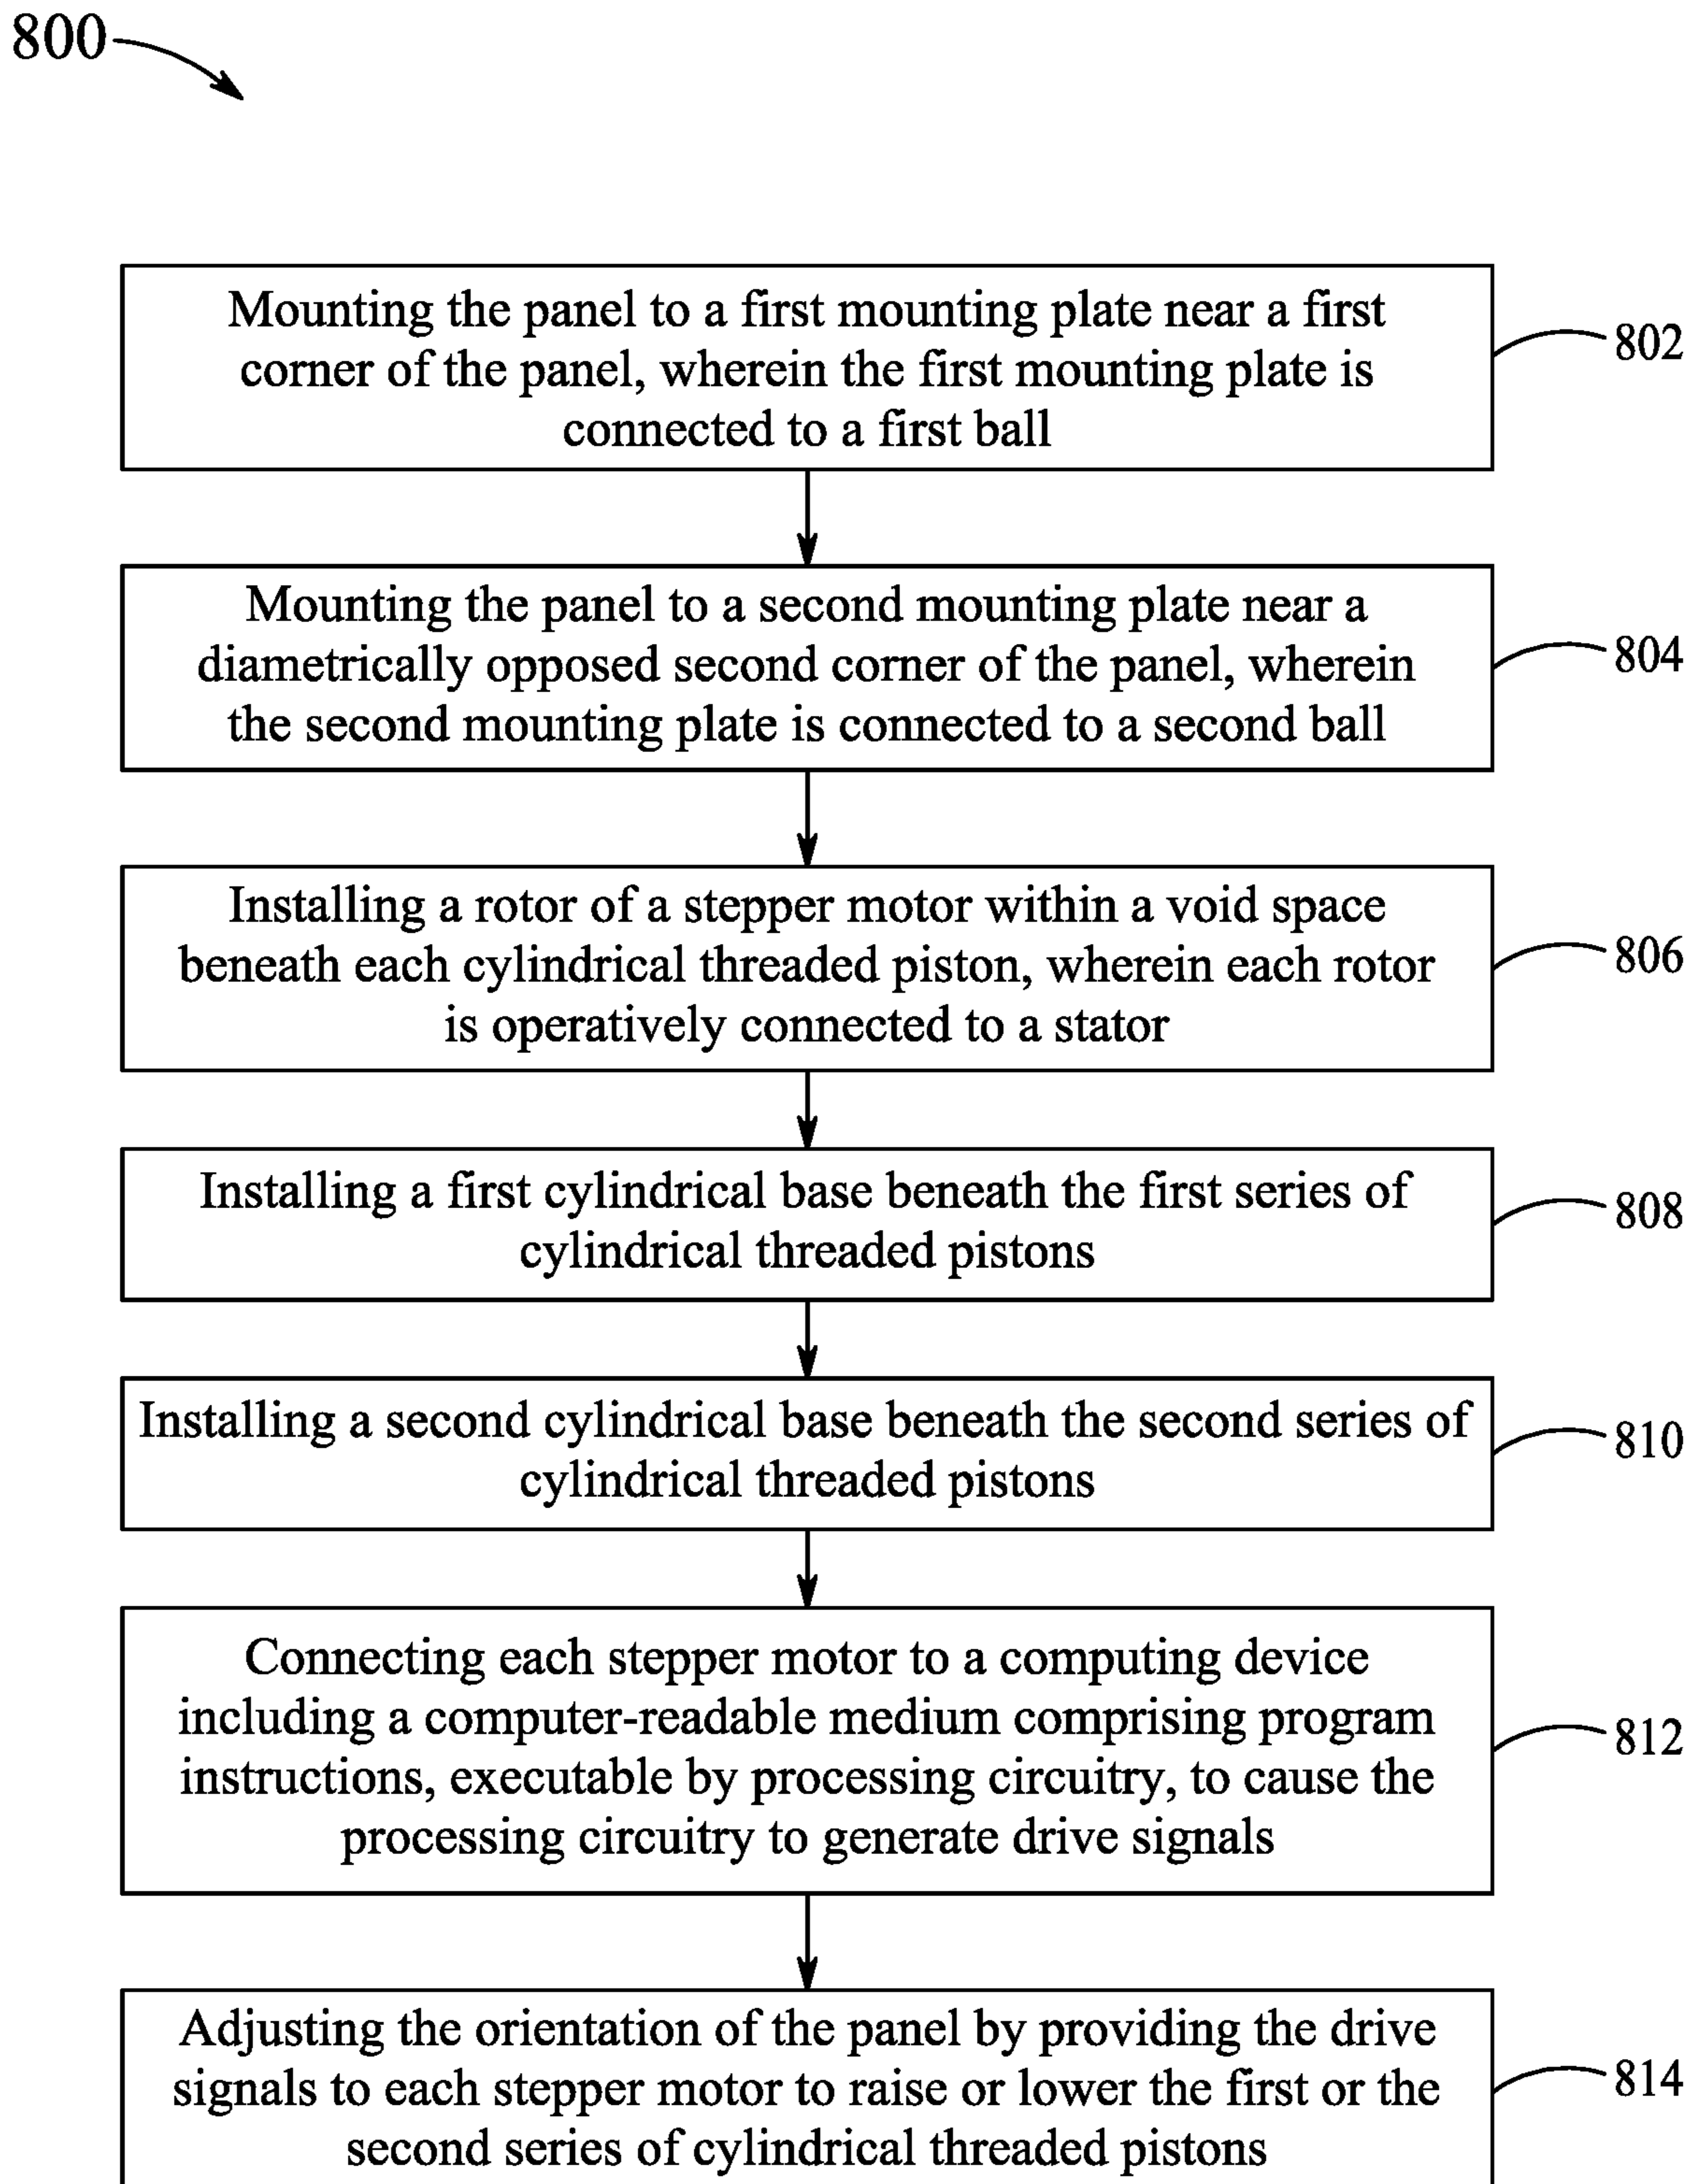 800
Mounting the panel to a first mounting plate near a first
corner of the panel, wherein the first mounting plate is
connected to a first ball
802
Mounting the panel to a second mounting plate near a
diametrically opposed second corner of the panel, wherein
the second mounting plate is connected to a second ball
804
Installing a rotor of a stepper motor within a void space
beneath each cylindrical threaded piston, wherein each rotor
is operatively connected to a stator
806
Installing a first cylindrical base beneath the first series of
cylindrical threaded pistons
808
Installing a second cylindrical base beneath the second series of
cylindrical threaded pistons
810
Connecting each stepper motor to a computing device
including a computer-readable medium comprising program
instructions, executable by processing circuitry, to cause the
processing circuitry to generate drive signals
812
Adjusting the orientation of the panel by providing the drive
signals to each stepper motor to raise or lower the first or the
second series of cylindrical threaded pistons
814